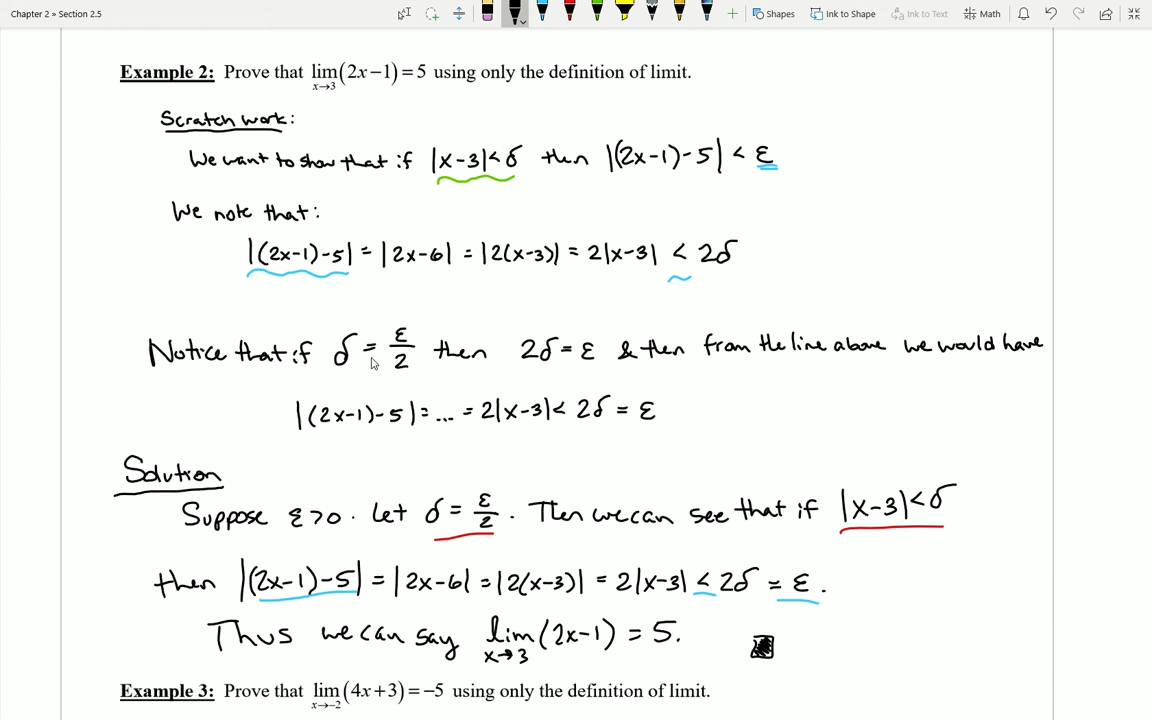 Chapter 2 » Section 2.5
Shapes Ink to Shape Ink to Text Math
Example 2: Prove that lim(2x−1)=5 using only the definition of limit.
x→3
Scratch work:
We want to show that if |x-3|<δ then |(2x-1)-5| < ε
We note that:
|(2x-1)-5| = |2x-6| = |2(x-3)| = 2|x-3| < 2δ
Notice that if δ = ε/2 then 2δ = ε & then from the line above we would have
|(2x-1)-5| = ... = 2|x-3| < 2δ = ε
Solution
Suppose ε>0. Let δ = ε/2. Then we can see that if |x-3|<δ
then |(2x-1)-5| = |2x-6| = |2(x-3)| = 2|x-3| < 2δ = ε.
Thus we can say lim(2x-1) = 5.
x→3
Example 3: Prove that lim(4x+3)=−5 using only the definition of limit.
x→-2